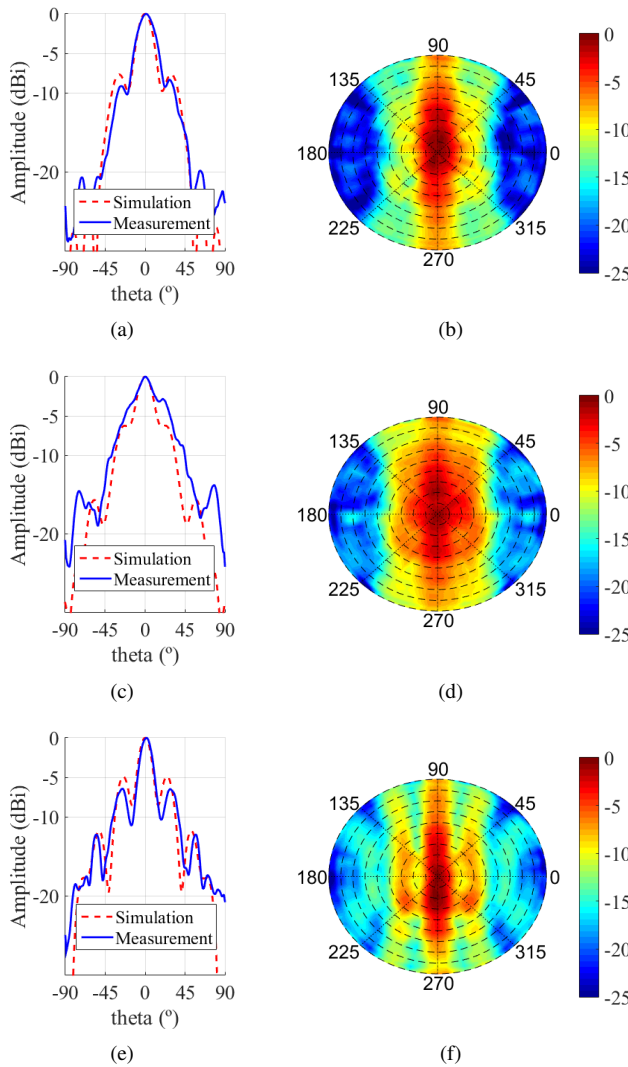 0
-5
-10
-20
-90 -45 0 45 90
Amplitude (dBi)
theta (º)
Simulation
Measurement
(a)
90
135 45
180 0
225 315
270
0
-5
-10
-15
-20
-25
(b)
0
-5
-10
-20
-90 -45 0 45 90
Amplitude (dBi)
theta (º)
Simulation
Measurement
(c)
90
135 45
180 0
225 315
270
0
-5
-10
-15
-20
-25
(d)
0
-5
-10
-20
-90 -45 0 45 90
Amplitude (dBi)
theta (º)
Simulation
Measurement
(e)
90
135 45
180 0
225 315
270
0
-5
-10
-15
-20
-25
(f)